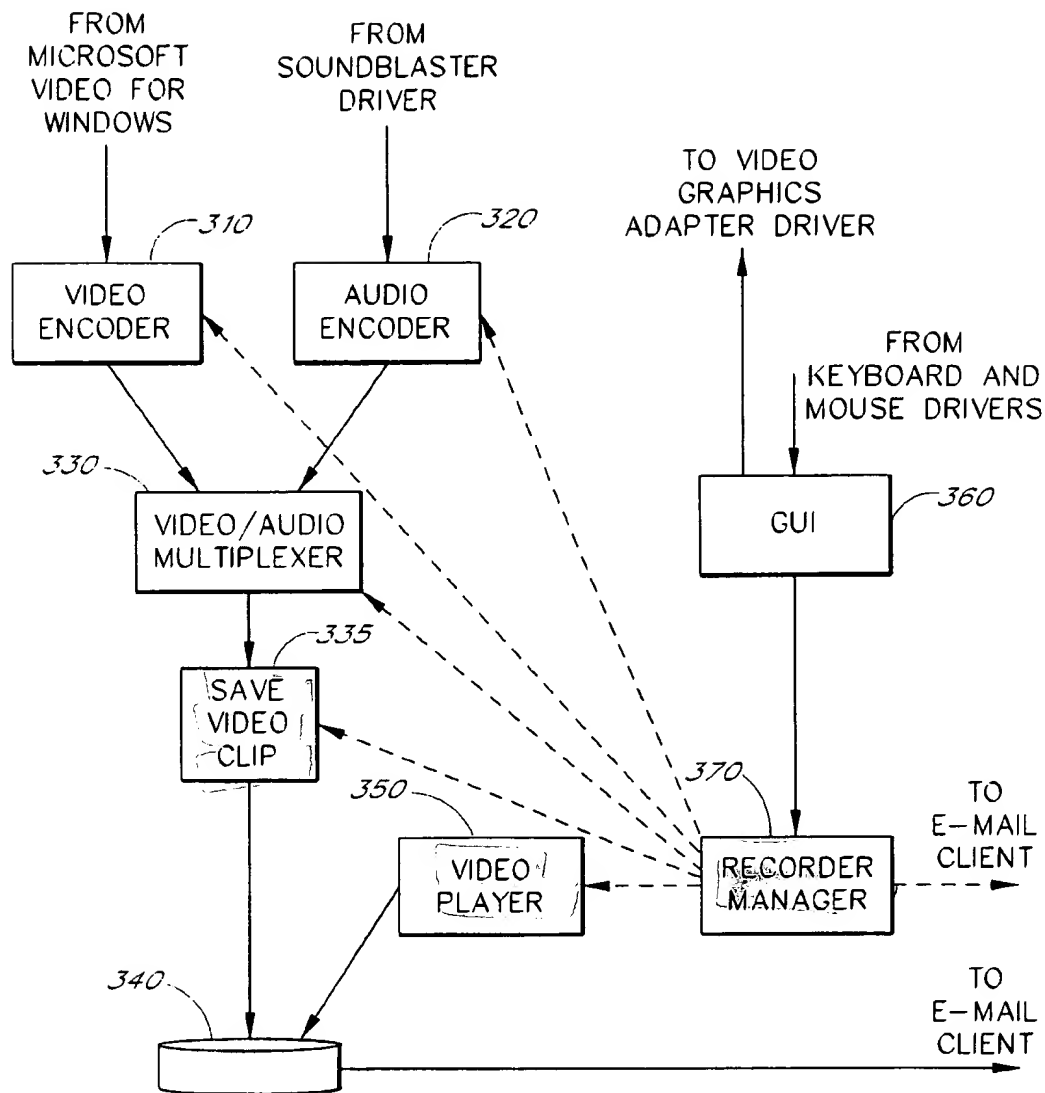 FROM
MICROSOFT
VIDEO FOR
WINDOWS
FROM
SOUNDBLASTER
DRIVER
TO VIDEO
GRAPHICS
ADAPTER DRIVER
310
320
VIDEO
ENCODER
AUDIO
ENCODER
FROM
KEYBOARD AND
MOUSE DRIVERS
330
VIDEO/AUDIO
MULTIPLEXER
GUI
360
335
SAVE
VIDEO
CLIP
350
VIDEO
PLAYER
370
RECORDER
MANAGER
TO
E-MAIL
CLIENT
340
TO
E-MAIL
CLIENT